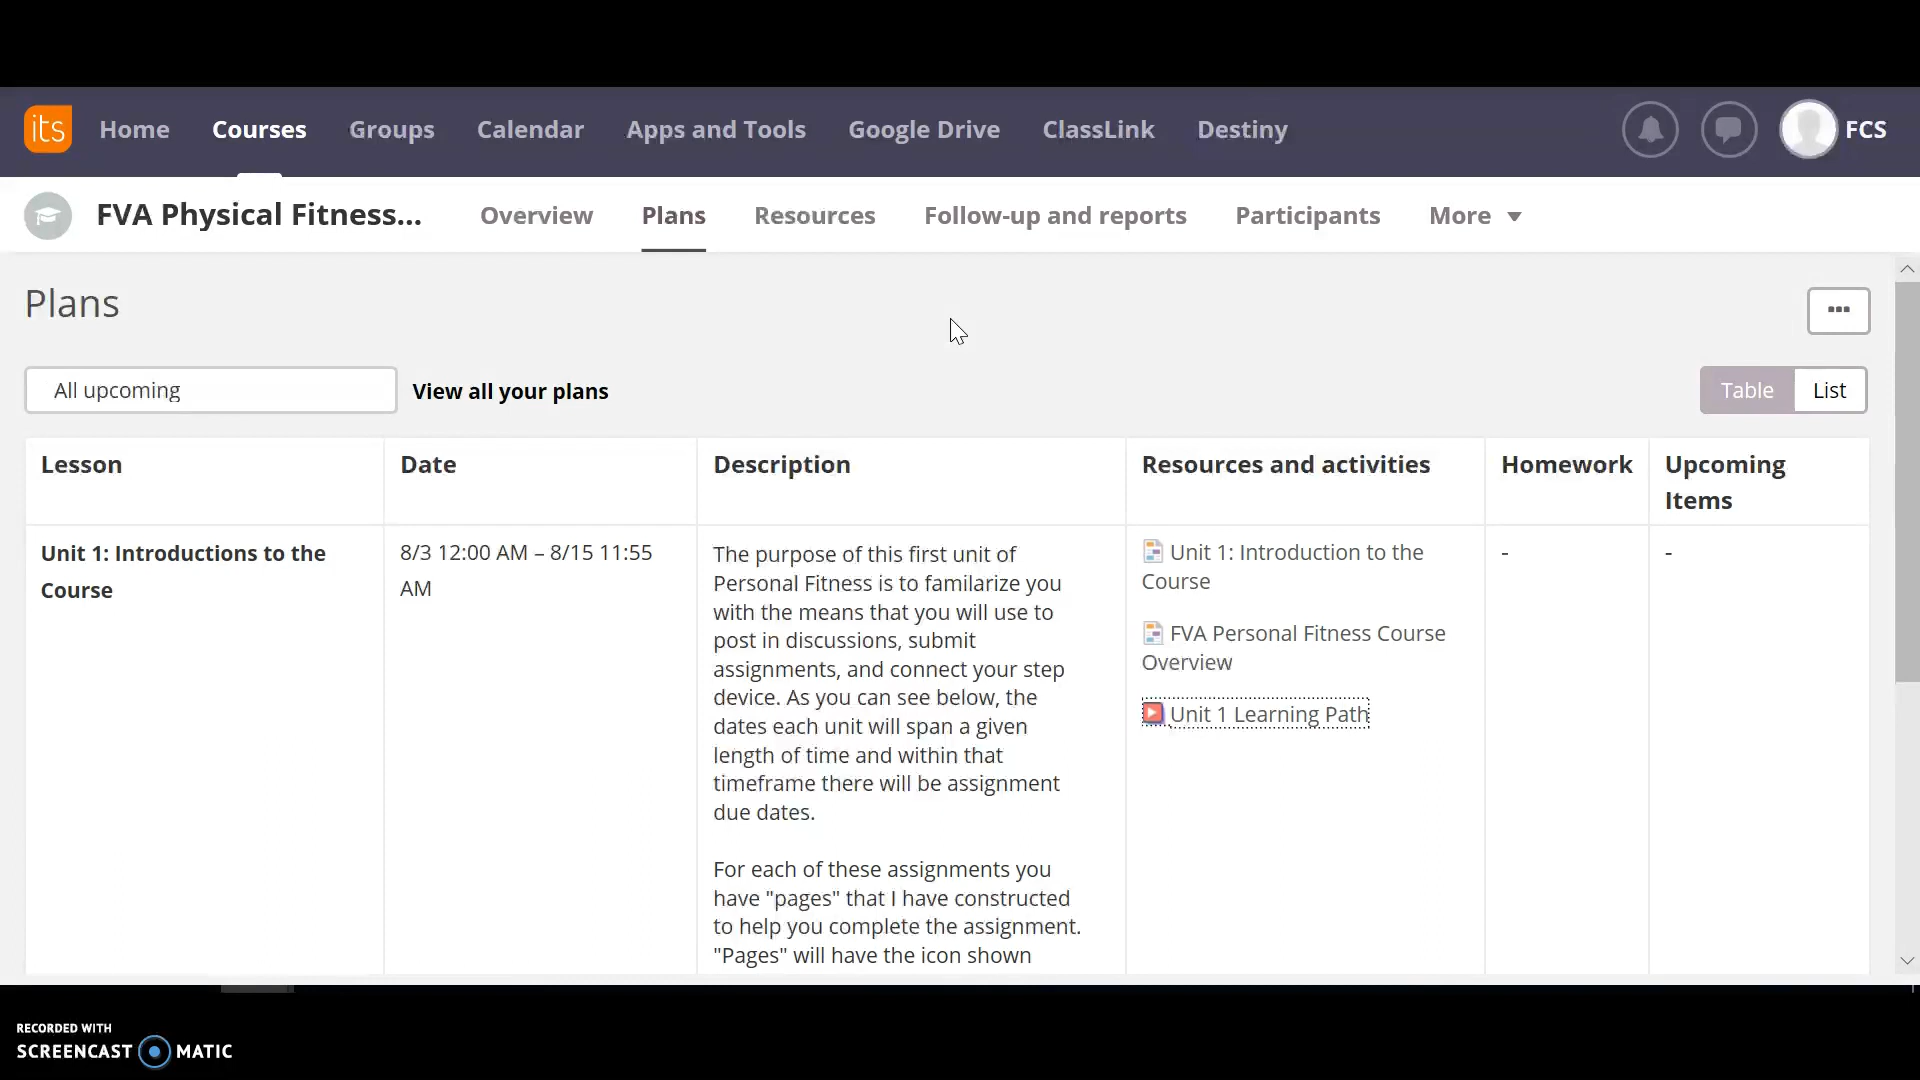 its Home Courses Groups Calendar Apps and Tools Google Drive ClassLink Destiny FCS
FVA Physical Fitness... Overview Plans Resources Follow-up and reports Participants More
Plans
All upcoming View all your plans Table List
Lesson Date Description Resources and activities Homework Upcoming
Items
Unit 1: Introductions to the
Course
8/3 12:00 AM – 8/15 11:55
AM
The purpose of this first unit of
Personal Fitness is to familarize you
with the means that you will use to
post in discussions, submit
assignments, and connect your step
device. As you can see below, the
dates each unit will span a given
length of time and within that
timeframe there will be assignment
due dates.
For each of these assignments you
have "pages" that I have constructed
to help you complete the assignment.
"Pages" will have the icon shown
Unit 1: Introduction to the
Course
FVA Personal Fitness Course
Overview
Unit 1 Learning Path
-
-
RECORDED WITH
SCREENCAST MATIC